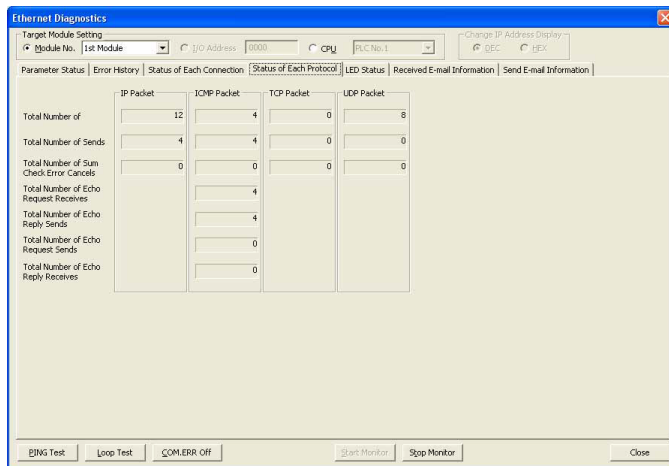 Ethernet Diagnostics
Target Module Setting
Module No. 1st Module I/O Address 0000 CPU PLC No.1
Change IP Address Display
DEC HEX
Parameter Status Error History Status of Each Connection Status of Each Protocol LED Status Received E-mail Information Send E-mail Information
IP Packet ICMP Packet TCP Packet UDP Packet
Total Number of 12 4 0 8
Total Number of Sends 4 4 0 0
Total Number of Sum
Check Error Cancels 0 0 0 0
Total Number of Echo
Request Receives 4
Total Number of Echo
Reply Sends 4
Total Number of Echo
Request Sends 0
Total Number of Echo
Reply Receives 0
PING Test Loop Test COM.ERR Off Start Monitor Stop Monitor Close